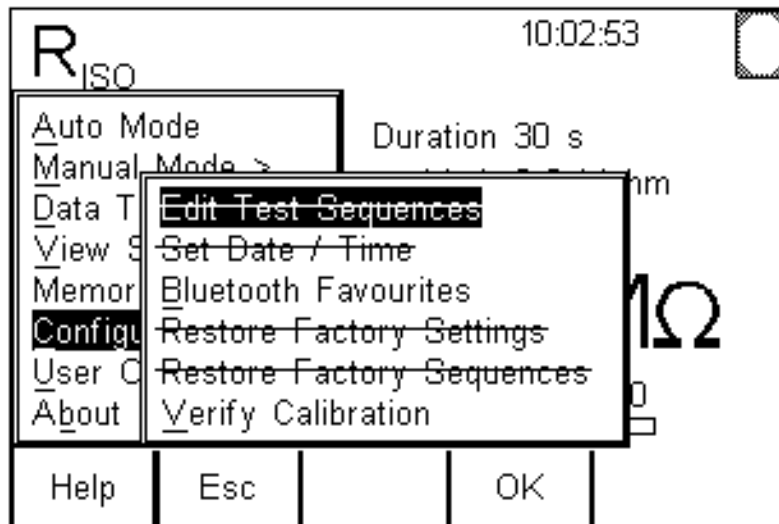 RISO
10:02:53
Auto Mode
Duration 30 s
Manual Mode >
Data T
Edit Test Sequences
View S
Set Date / Time
Memor
Bluetooth Favourites
Configu
Restore Factory Settings
MΩ
User C
Restore Factory Sequences
About
Verify Calibration
Help
Esc
OK